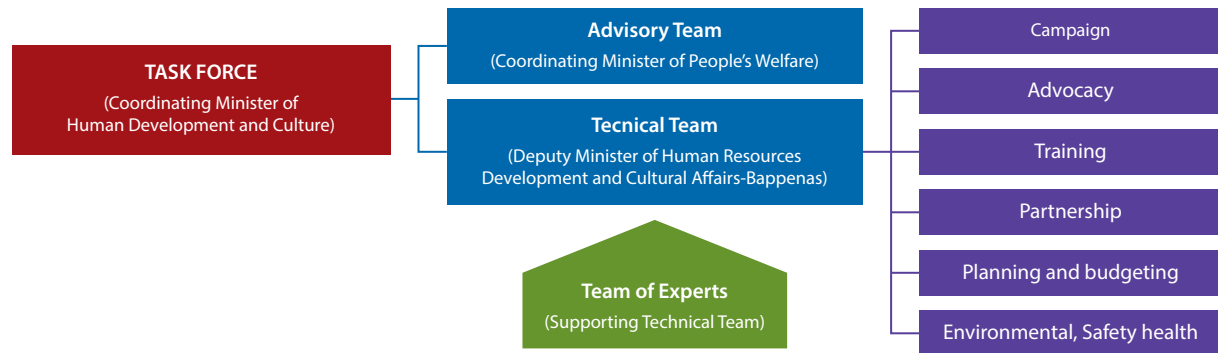 TASK FORCE
(Coordinating Minister of
Human Development and Culture)
Advisory Team
(Coordinating Minister of People's Welfare)
Tecnical Team
(Deputy Minister of Human Resources
Development and Cultural Affairs-Bappenas)
Team of Experts
(Supporting Technical Team)
Campaign
Advocacy
Training
Partnership
Planning and budgeting
Environmental, Safety health